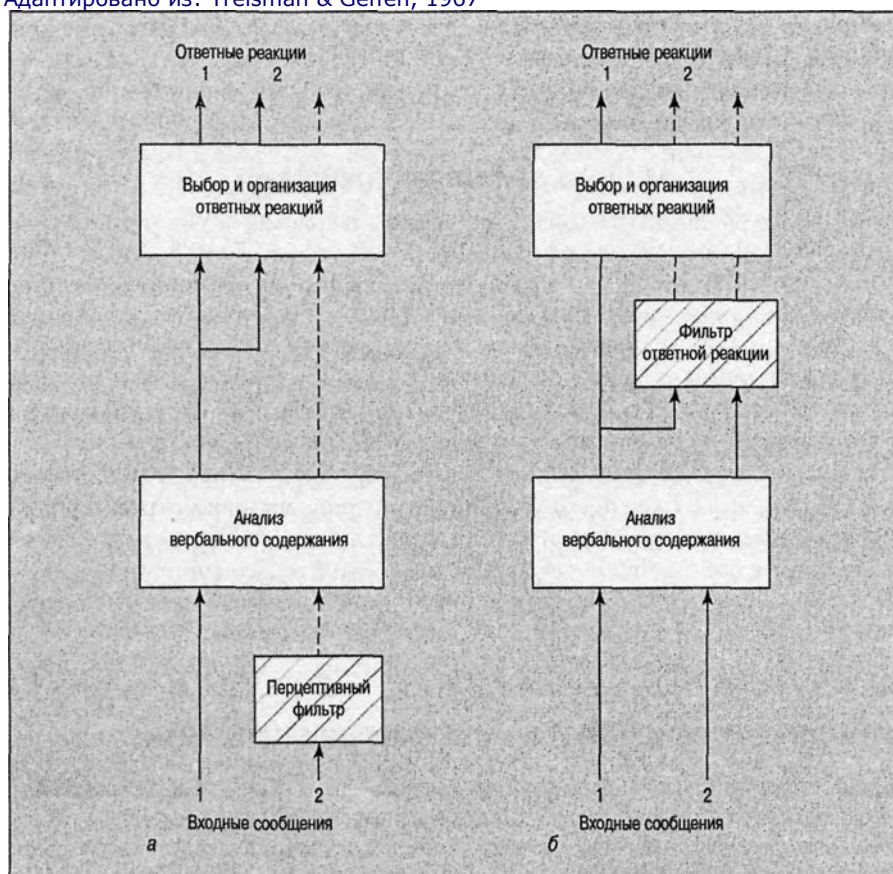 Адаптировано из: Treisman & Geffen, 1967
Ответные реакции
1 2
Выбор и организация
ответных реакций
Анализ
вербального содержания
Перцептивный
фильтр
1 2
Входные сообщения
а
Ответные реакции
1 2
Выбор и организация
ответных реакций
Фильтр
ответной реакции
Анализ
вербального содержания
1 2
Входные сообщения
б